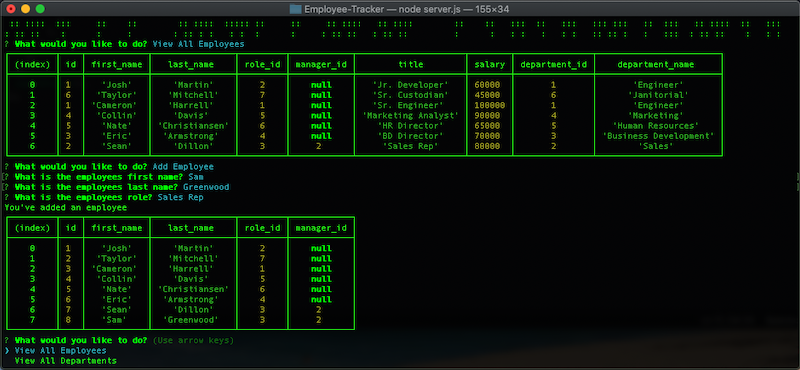 Employee-Tracker — node server.js — 155×34
? What would you like to do? View All Employees
(index) id first_name last_name role_id manager_id title salary department_id department_name
0 1 'Josh' 'Martin' 2 null 'Jr. Developer' 60000 1 'Engineer'
1 6 'Taylor' 'Mitchell' 7 null 'Sr. Custodian' 45000 6 'Janitorial'
2 1 'Cameron' 'Harrell' 1 null 'Sr. Engineer' 100000 1 'Engineer'
3 4 'Collin' 'Davis' 5 null 'Marketing Analyst' 90000 4 'Marketing'
4 5 'Nate' 'Christiansen' 6 null 'HR Director' 65000 5 'Human Resources'
5 3 'Eric' 'Armstrong' 4 null 'BD Director' 70000 3 'Business Development'
6 2 'Sean' 'Dillon' 3 2 'Sales Rep' 80000 2 'Sales'
? What would you like to do? Add Employee
[? What is the employees first name? Sam ]
[? What is the employees last name? Greenwood ]
? What is the employees role? Sales Rep
You've added an employee
(index) id first_name last_name role_id manager_id
0 1 'Josh' 'Martin' 2 null
1 2 'Taylor' 'Mitchell' 7 null
2 3 'Cameron' 'Harrell' 1 null
3 4 'Collin' 'Davis' 5 null
4 5 'Nate' 'Christiansen' 6 null
5 6 'Eric' 'Armstrong' 4 null
6 7 'Sean' 'Dillon' 3 2
7 8 'Sam' 'Greenwood' 3 2
? What would you like to do? (Use arrow keys)
❯ View All Employees
View All Departments